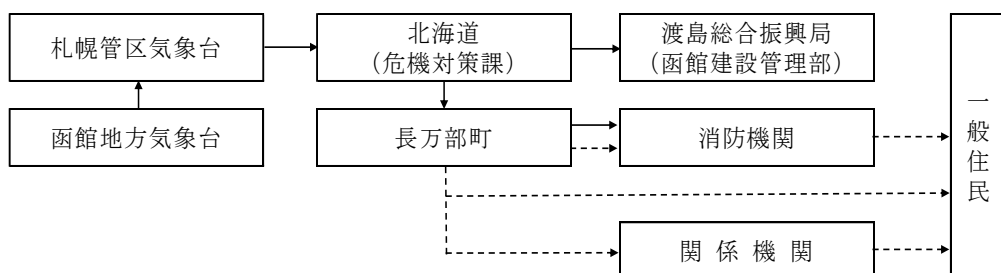 札幌管区気象台
北海道
（危機対策課）
渡島総合振興局
（函館建設管理部）
函館地方気象台
長万部町
消防機関
一般住民
関係機関